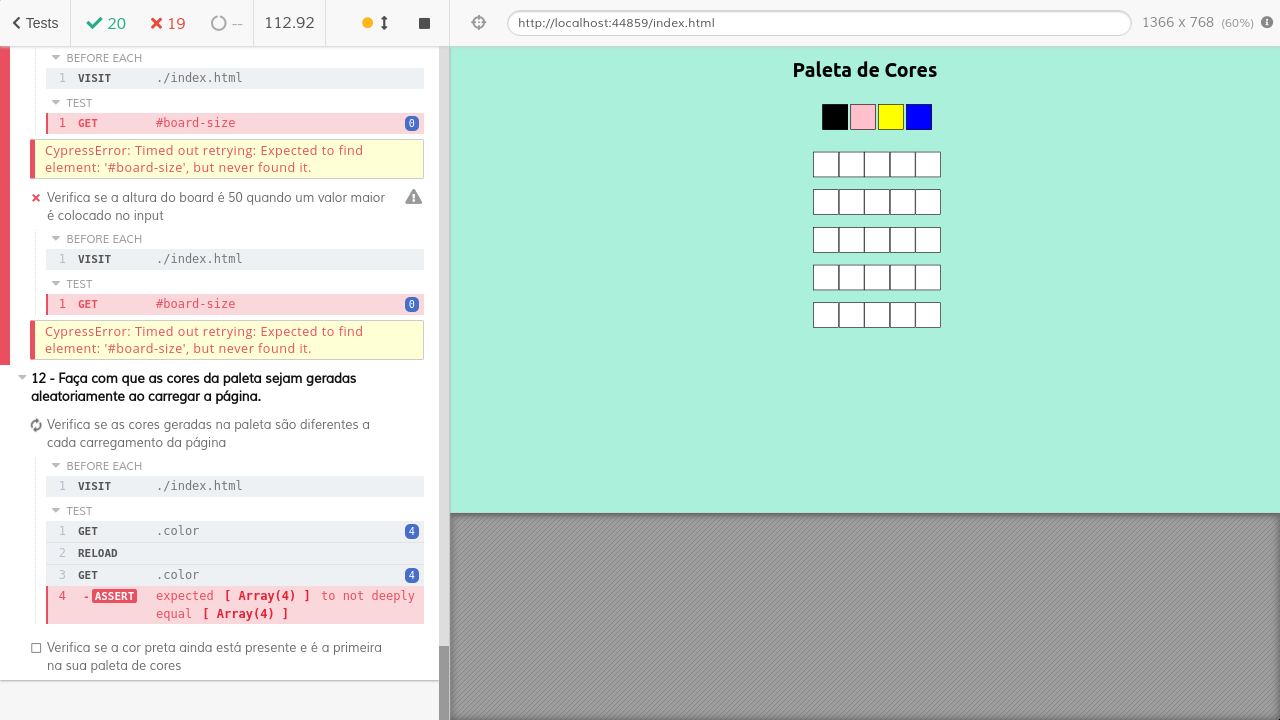 Tests
20
19
--
112.92
http://localhost:44859/index.html
1366 x 768 (60%)
BEFORE EACH
1 VISIT ./index.html
TEST
1 GET #board-size 0
CypressError: Timed out retrying: Expected to find
element: '#board-size', but never found it.
Verifica se a altura do board é 50 quando um valor maior
é colocado no input
BEFORE EACH
1 VISIT ./index.html
TEST
1 GET #board-size 0
CypressError: Timed out retrying: Expected to find
element: '#board-size', but never found it.
12 - Faça com que as cores da paleta sejam geradas
aleatoriamente ao carregar a página.
Verifica se as cores geradas na paleta são diferentes a
cada carregamento da página
BEFORE EACH
1 VISIT ./index.html
TEST
1 GET .color 4
2 RELOAD
3 GET .color 4
4 -ASSERT expected [ Array(4) ] to not deeply
equal [ Array(4) ]
Verifica se a cor preta ainda está presente e é a primeira
na sua paleta de cores
Paleta de Cores